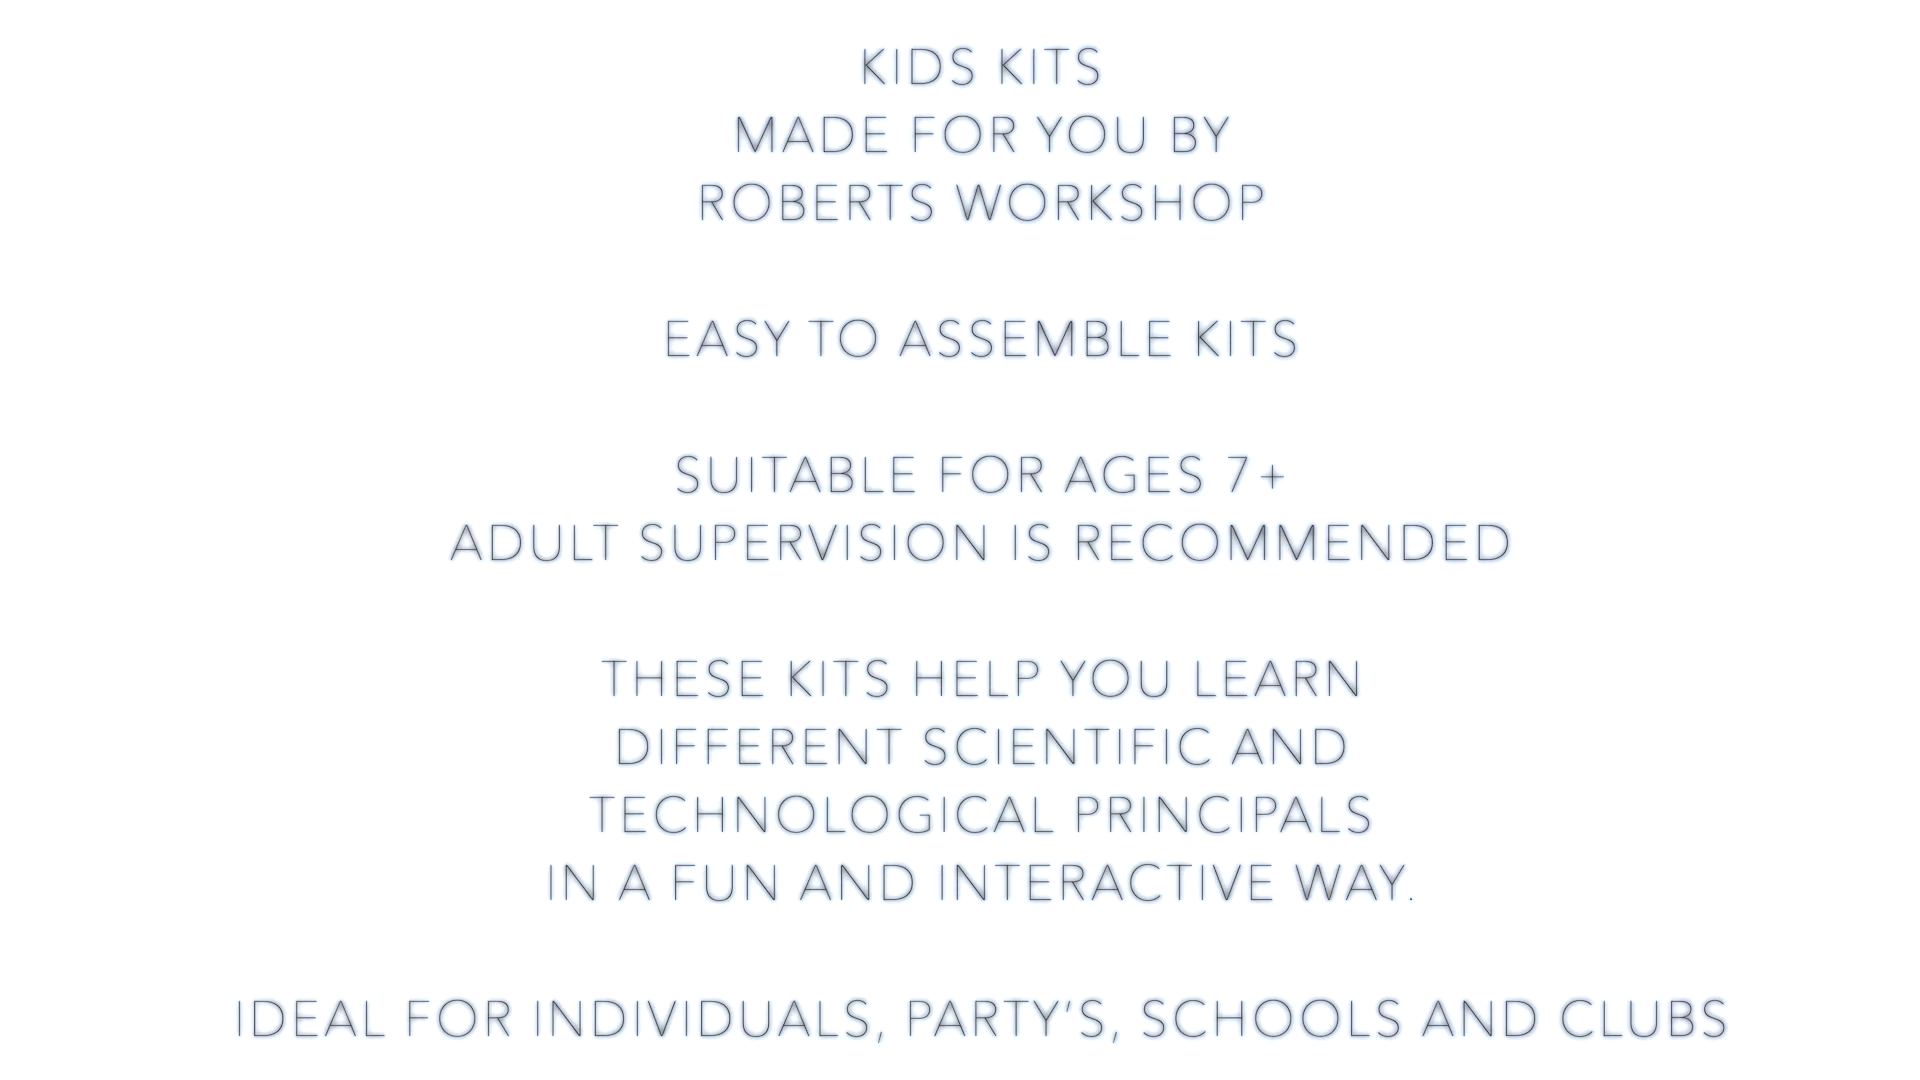 KIDS KITS
MADE FOR YOU BY
ROBERTS WORKSHOP
EASY TO ASSEMBLE KITS
SUITABLE FOR AGES 7+
ADULT SUPERVISION IS RECOMMENDED
THESE KITS HELP YOU LEARN
DIFFERENT SCIENTIFIC AND
TECHNOLOGICAL PRINCIPALS
IN A FUN AND INTERACTIVE WAY.
IDEAL FOR INDIVIDUALS, PARTY'S, SCHOOLS AND CLUBS